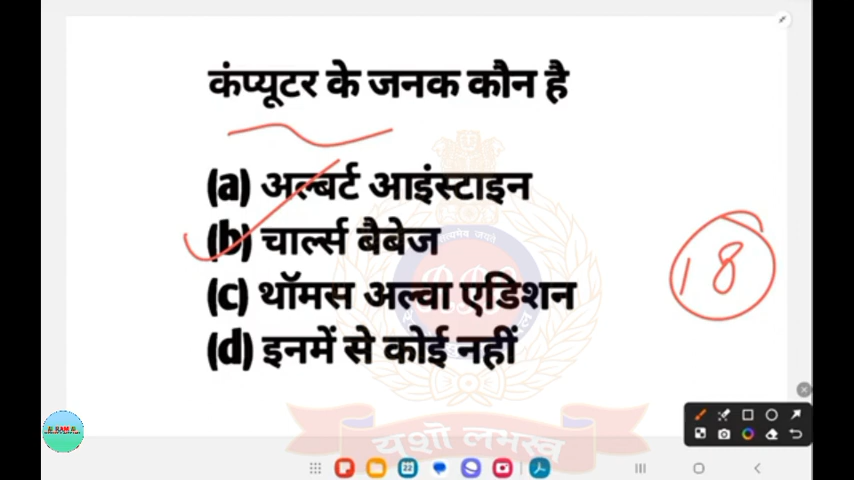 कंप्यूटर के जनक कौन है
(a) अल्बर्ट आइंस्टाइन
(b) चार्ल्स बैबेज
(c) थॉमस अल्वा एडिशन
(d) इनमें से कोई नहीं
18
यशो लभस्व